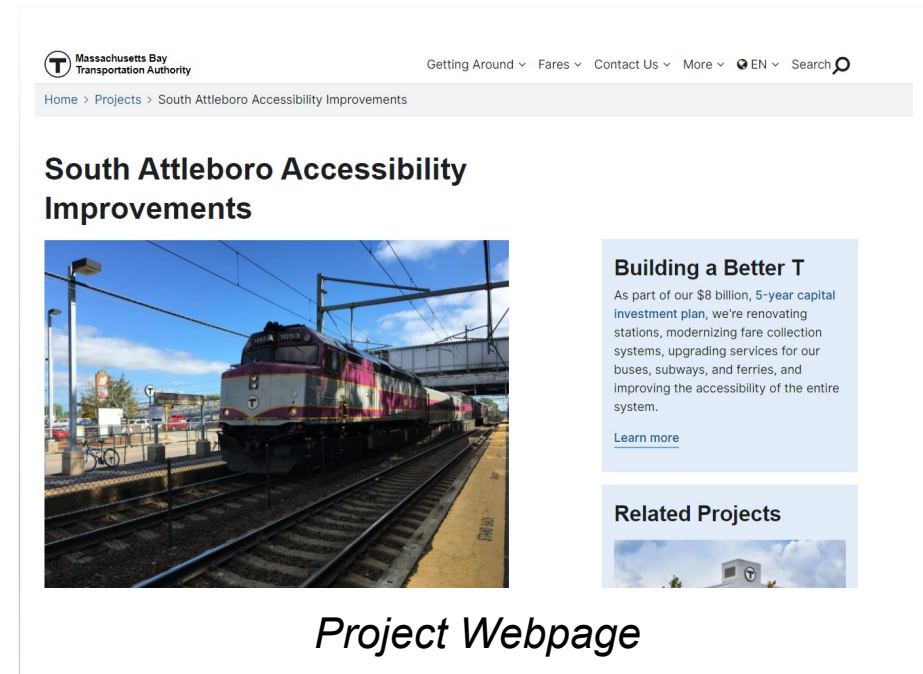 T
Massachusetts Bay
Transportation Authority
Getting Around Fares Contact Us More EN Search
Home > Projects > South Attleboro Accessibility Improvements
South Attleboro Accessibility
Improvements
1053
T
T
STAND BACK
Building a Better T
As part of our $8 billion, 5-year capital
investment plan, we're renovating
stations, modernizing fare collection
systems, upgrading services for our
buses, subways, and ferries, and
improving the accessibility of the entire
system.
Learn more
Related Projects
T
Project Webpage